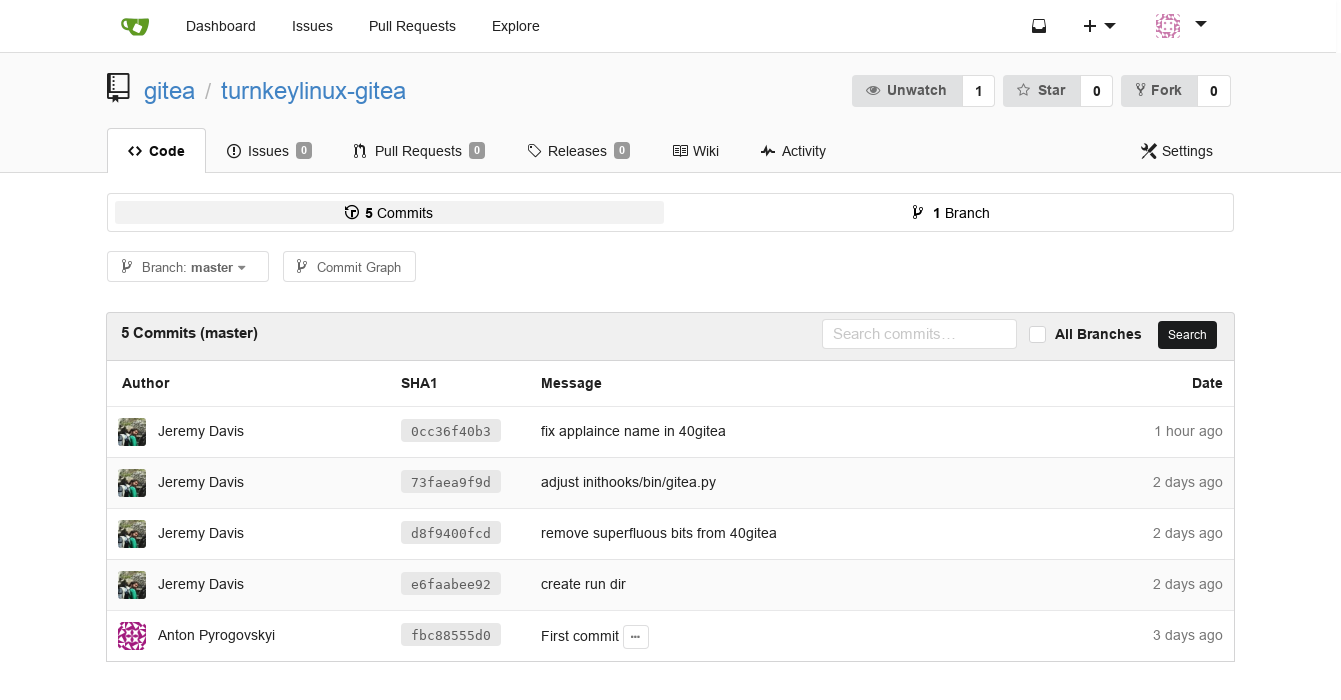 Dashboard Issues Pull Requests Explore
gitea / turnkeylinux-gitea Unwatch 1 Star 0 Fork 0
Code Issues 0 Pull Requests 0 Releases 0 Wiki Activity Settings
5 Commits 1 Branch
Branch: master Commit Graph
5 Commits (master) Search commits... All Branches Search
Author SHA1 Message Date
Jeremy Davis 0cc36f40b3 fix applaince name in 40gitea 1 hour ago
Jeremy Davis 73faea9f9d adjust inithooks/bin/gitea.py 2 days ago
Jeremy Davis d8f9400fcd remove superfluous bits from 40gitea 2 days ago
Jeremy Davis e6faabee92 create run dir 2 days ago
Anton Pyrogovskyi fbc88555d0 First commit ... 3 days ago